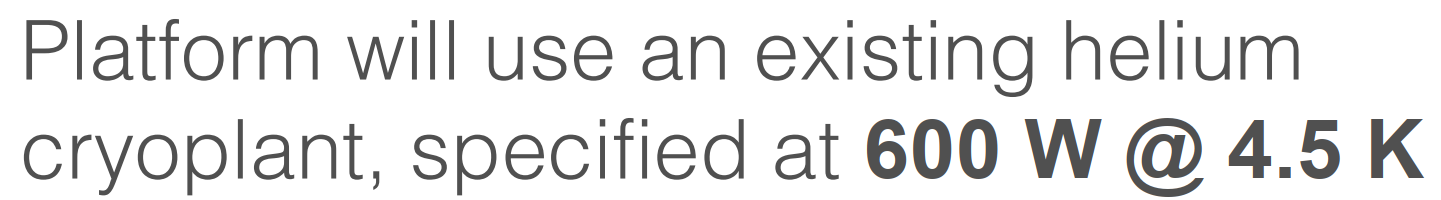 Platform will use an existing helium
cryoplant, specified at 600 W @ 4.5 K